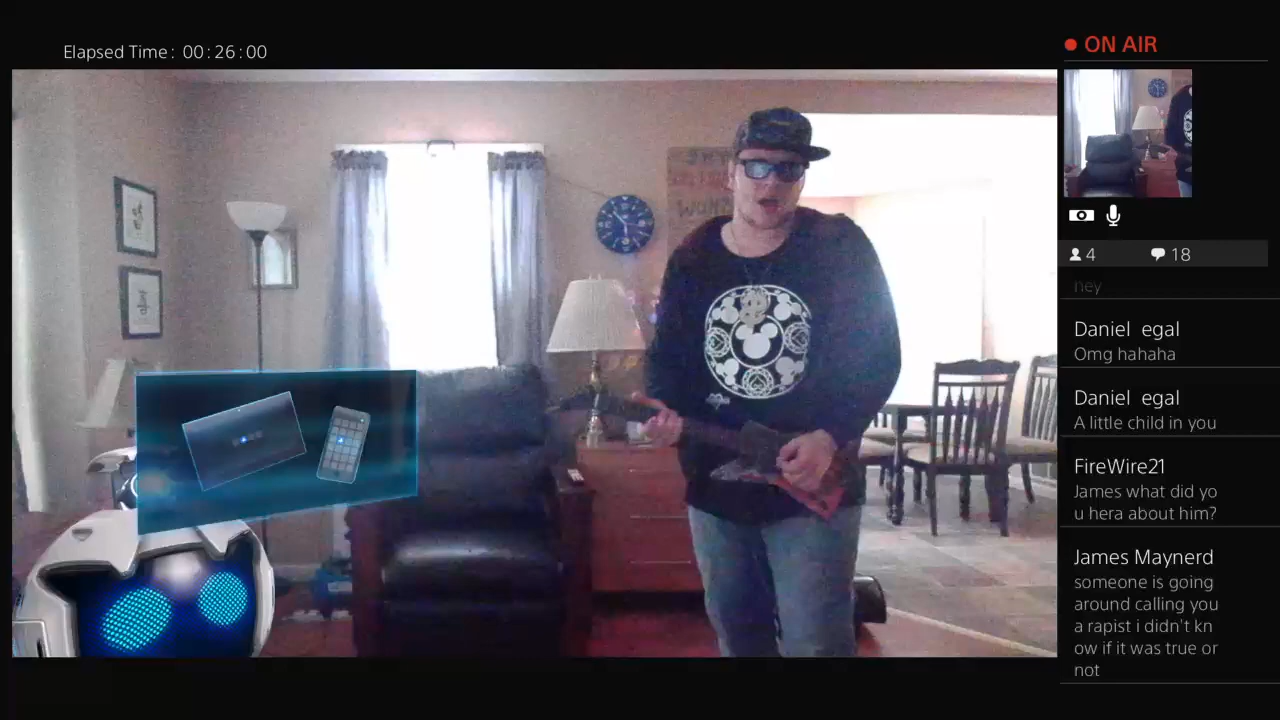 Elapsed Time: 00:26:00
ON AIR
4
18
ney
Daniel egal
Omg hahaha
Daniel egal
A little child in you
FireWire21
James what did yo
u hera about him?
James Maynerd
someone is going
around calling you
a rapist i didn't kn
ow if it was true or
not